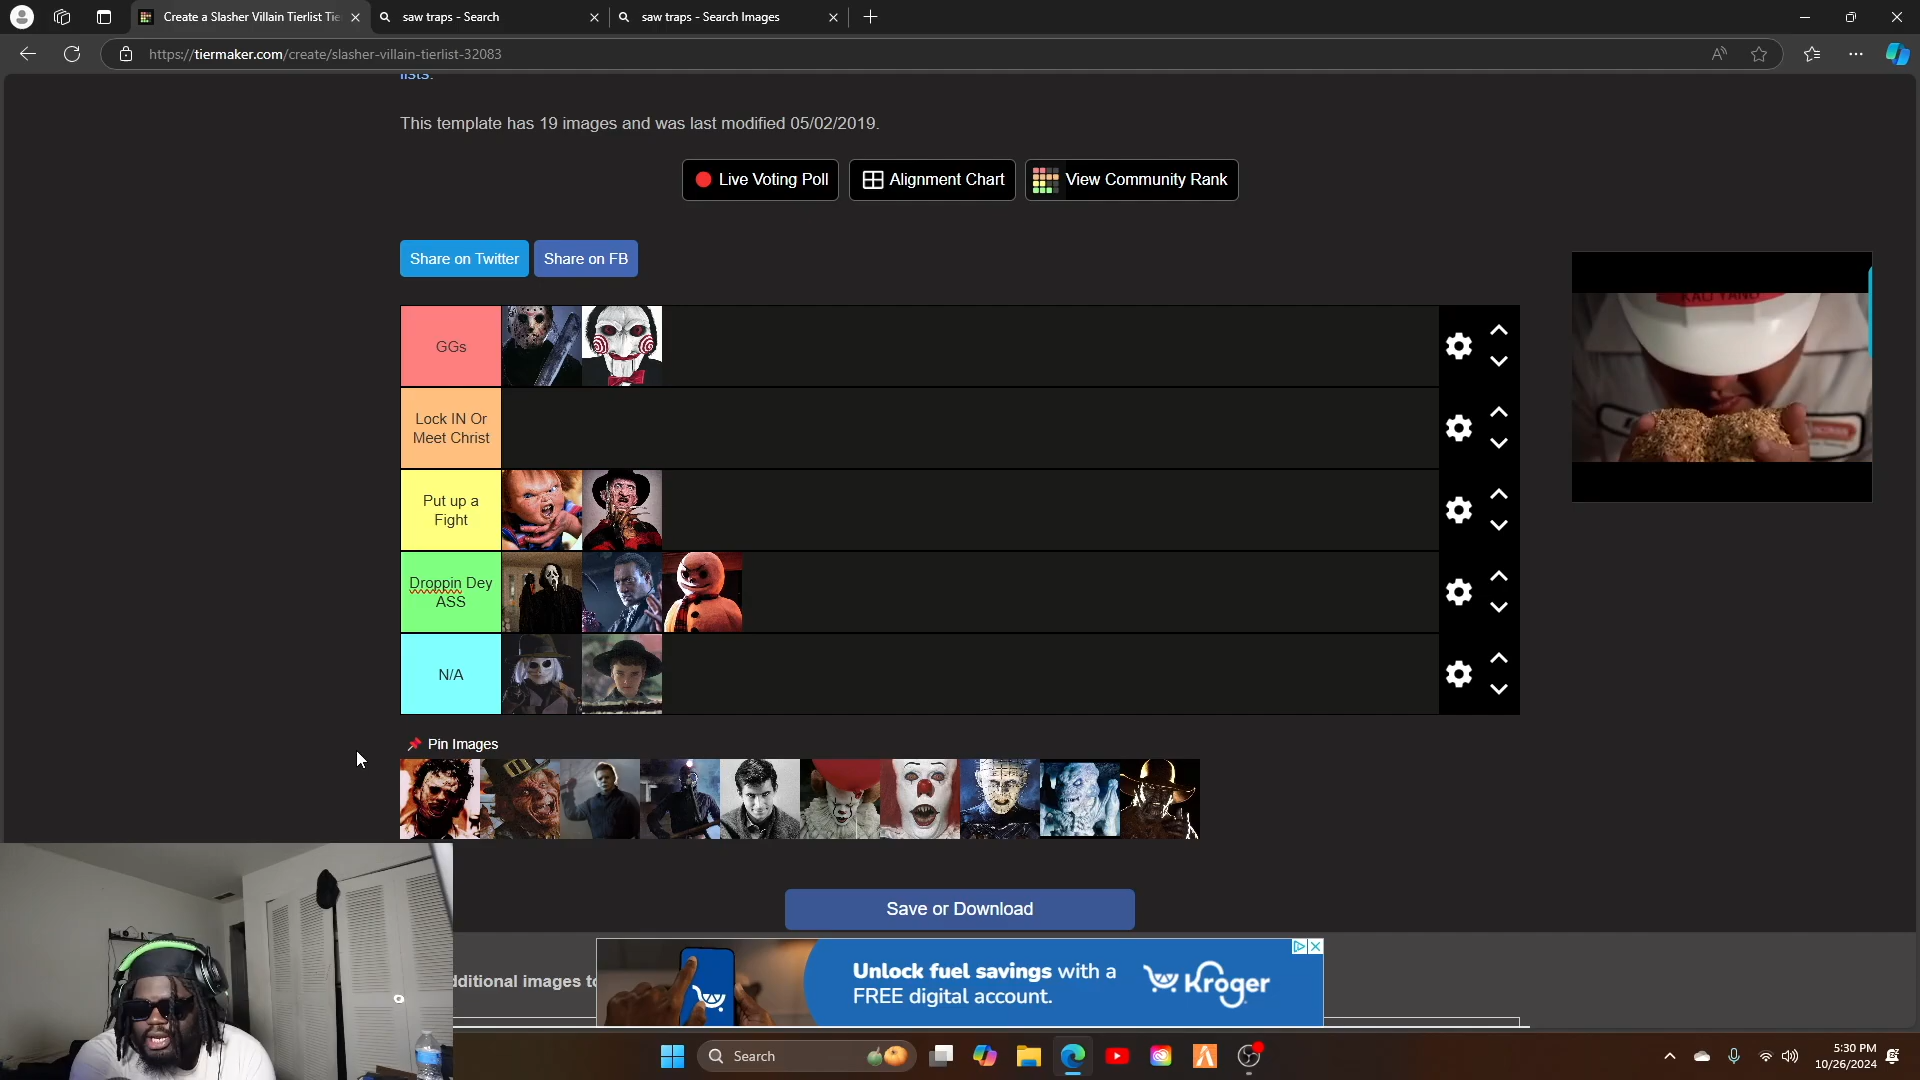 Create a Slasher Villain Tierlist Tie
saw traps - Search
saw traps - Search Images
https://tiermaker.com/create/slasher-villain-tierlist-32083
lists.
This template has 19 images and was last modified 05/02/2019.
Live Voting Poll
Alignment Chart
View Community Rank
Share on Twitter
Share on FB
GGs
Lock IN Or
Meet Christ
Put up a
Fight
Droppin Dey
ASS
N/A
Pin Images
Save or Download
dditional images to
Unlock fuel savings with a
FREE digital account.
Kroger
Search
5:30 PM
10/26/2024